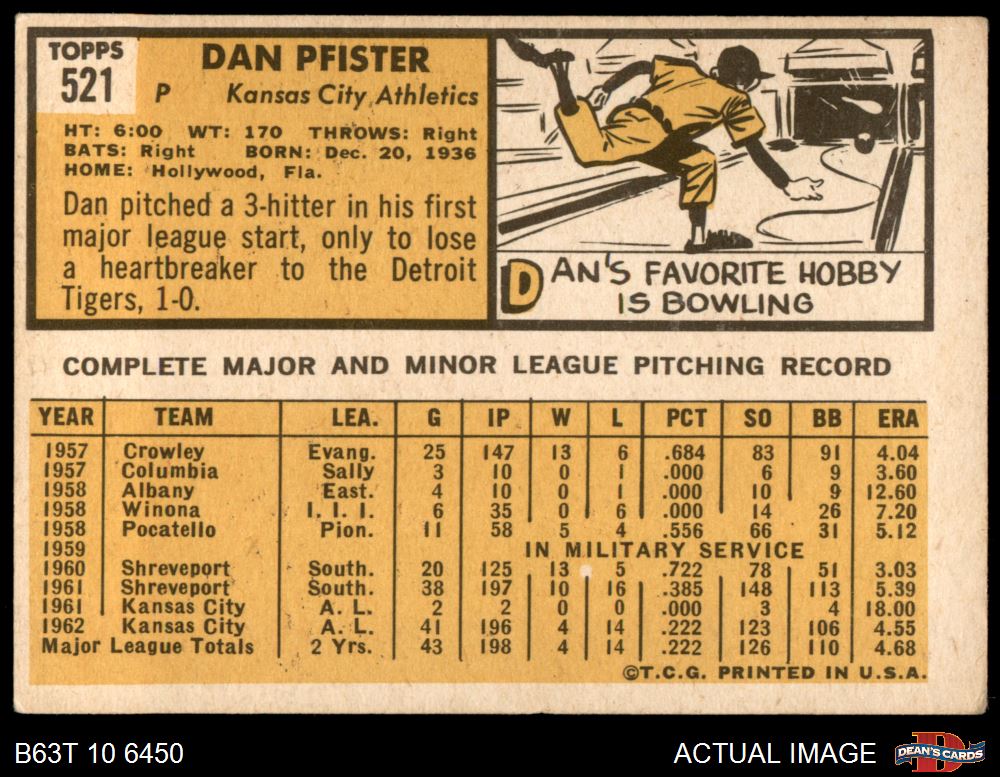 TOPPS
521
DAN PFISTER
P Kansas City Athletics
HT: 6:00 WT: 170 THROWS: Right
BATS: Right BORN: Dec. 20, 1936
HOME: Hollywood, Fla.
Dan pitched a 3-hitter in his first
major league start, only to lose
a heartbreaker to the Detroit
Tigers, 1-0.
DAN'S FAVORITE HOBBY
IS BOWLING
COMPLETE MAJOR AND MINOR LEAGUE PITCHING RECORD
YEAR TEAM LEA. G IP W L PCT SO BB ERA
1957 Crowley Evang. 25 147 13 6 .684 83 91 4.04
1957 Columbia Sally 3 10 0 1 .000 6 9 3.60
1958 Albany East. 4 10 0 1 .000 10 9 12.60
1958 Winona I. I. I. 6 35 0 6 .000 14 26 7.20
1958 Pocatello Pion. 11 58 5 4 .556 66 31 5.12
1959 IN MILITARY SERVICE
1960 Shreveport South. 20 125 13 5 .722 78 51 3.03
1961 Shreveport South. 38 197 10 16 .385 148 113 5.39
1961 Kansas City A. L. 2 2 0 0 .000 3 4 18.00
1962 Kansas City A. L. 41 196 4 14 .222 123 106 4.55
Major League Totals 2 Yrs. 43 198 4 14 .222 126 110 4.68
©T.C.G. PRINTED IN U.S.A.
B63T 10 6450 ACTUAL IMAGE DEAN'S CARDS